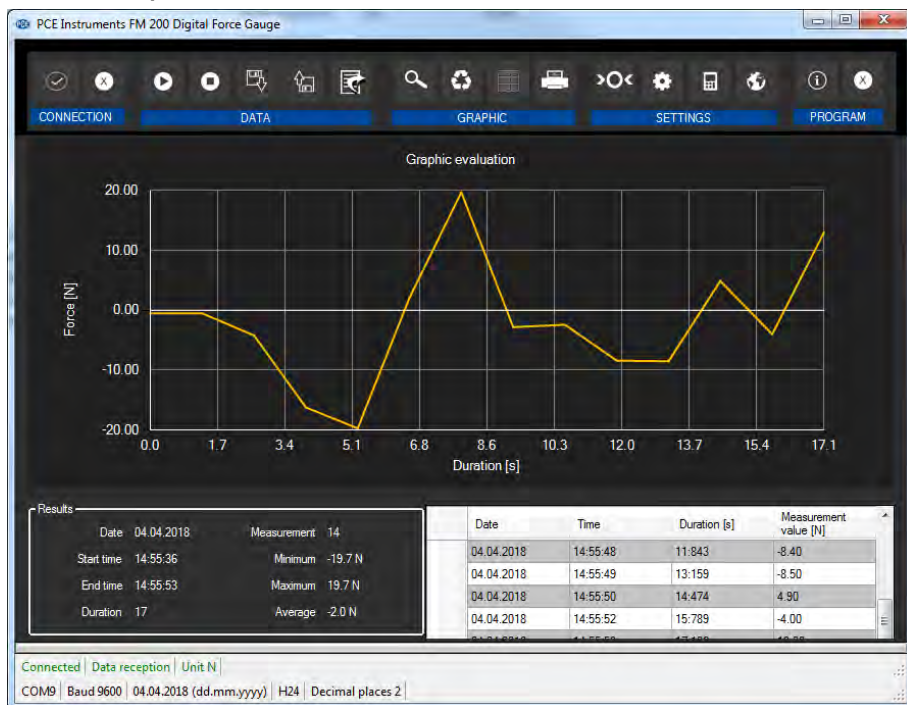 PCE Instruments FM 200 Digital Force Gauge
CONNECTION DATA GRAPHIC SETTINGS PROGRAM
Graphic evaluation
Force [N]
20.00
10.00
0.00
-10.00
-20.00
0.0 1.7 3.4 5.1 6.8 8.6 10.3 12.0 13.7 15.4 17.1
Duration [s]
Results
Date 04.04.2018 Measurement 14
Start time 14:55:36 Minimum -19.7 N
End time 14:55:53 Maximum 19.7 N
Duration 17 Average -2.0 N
Date Time Duration [s] Measurement value [N]
04.04.2018 14:55:48 11:843 -8.40
04.04.2018 14:55:49 13:159 -8.50
04.04.2018 14:55:50 14:474 4.90
04.04.2018 14:55:52 15:789 -4.00
Connected Data reception Unit N
COM9 Baud 9600 04.04.2018 (dd.mm.yyyy) H24 Decimal places 2